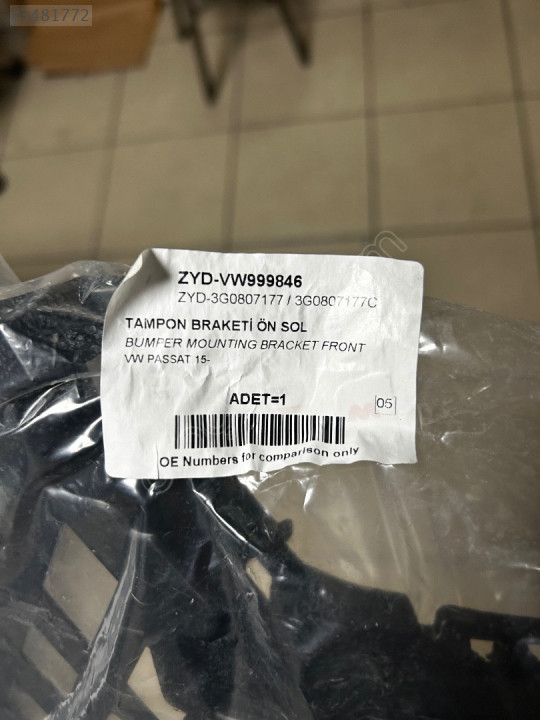 481772
ZYD-VW999846
ZYD-3G0807177 / 3G0807177C
TAMPON BRAKETİ ÖN SOL
BUMPER MOUNTING BRACKET FRONT
VW PASSAT 15-
ADET=1
05
OE Numbers for comparison only